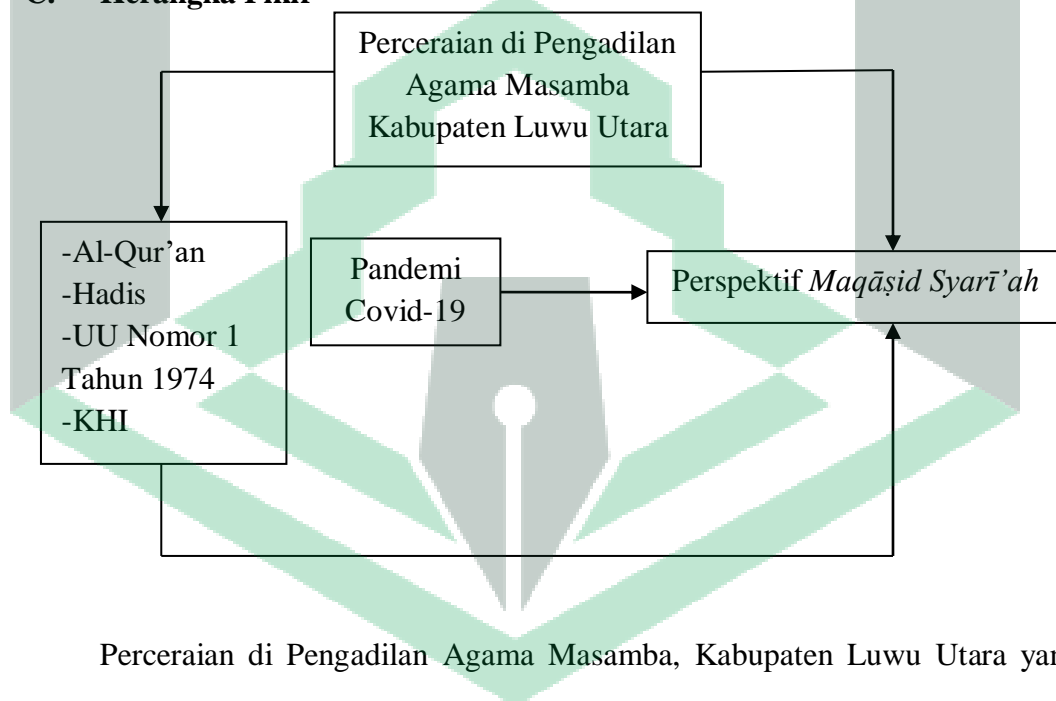 C. Kerangka Pikir
Perceraian di Pengadilan
Agama Masamba
Kabupaten Luwu Utara
-Al-Qur’an
-Hadis
-UU Nomor 1
Tahun 1974
-KHI
Pandemi
Covid-19
Perspektif Maqāṣid Syarī’ah
Perceraian di Pengadilan Agama Masamba, Kabupaten Luwu Utara